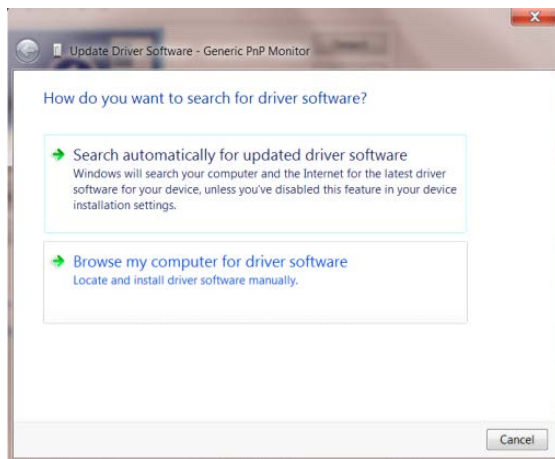 Update Driver Software - Generic PnP Monitor
How do you want to search for driver software?
Search automatically for updated driver software
Windows will search your computer and the Internet for the latest driver
software for your device, unless you've disabled this feature in your device
installation settings.
Browse my computer for driver software
Locate and install driver software manually.
Cancel